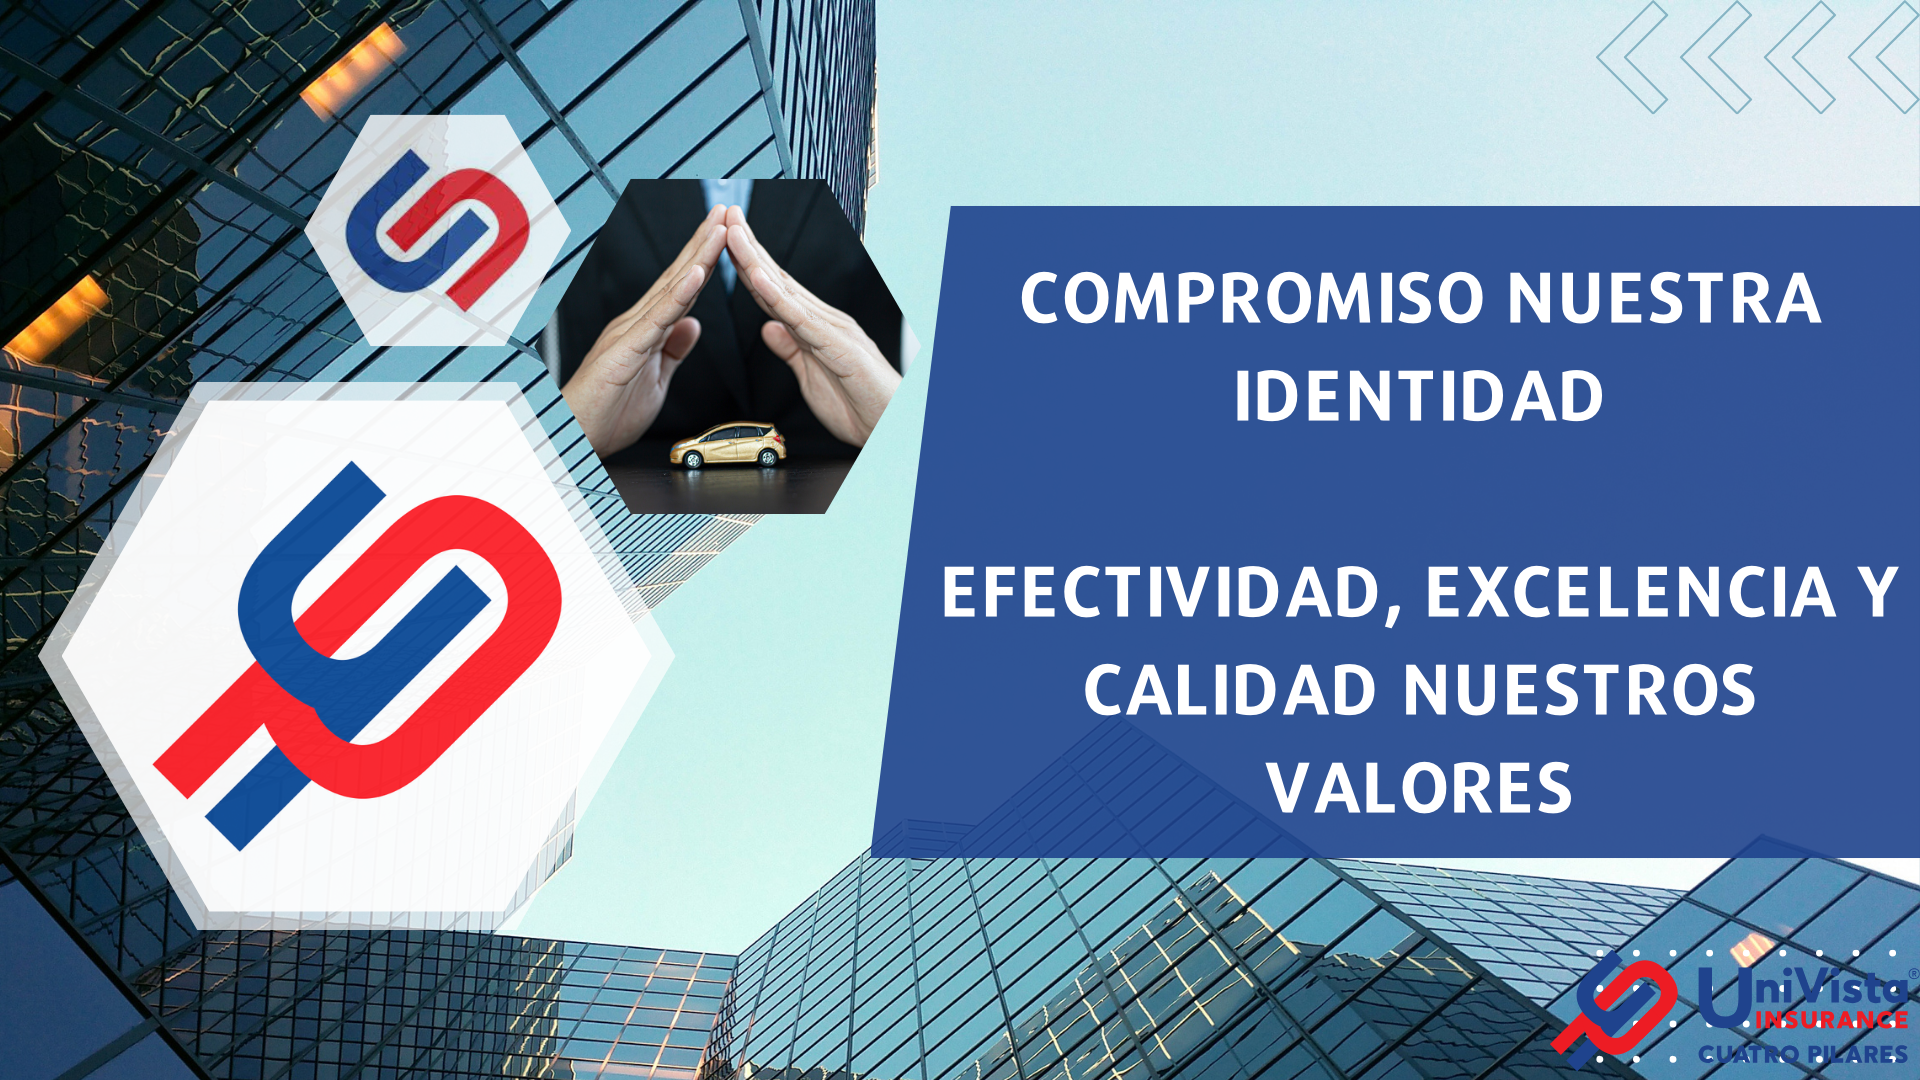 COMPROMISO NUESTRA
IDENTIDAD
EFECTIVIDAD, EXCELENCIA Y
CALIDAD NUESTROS
VALORES
UniVista®
INSURANCE
CUATRO PILARES